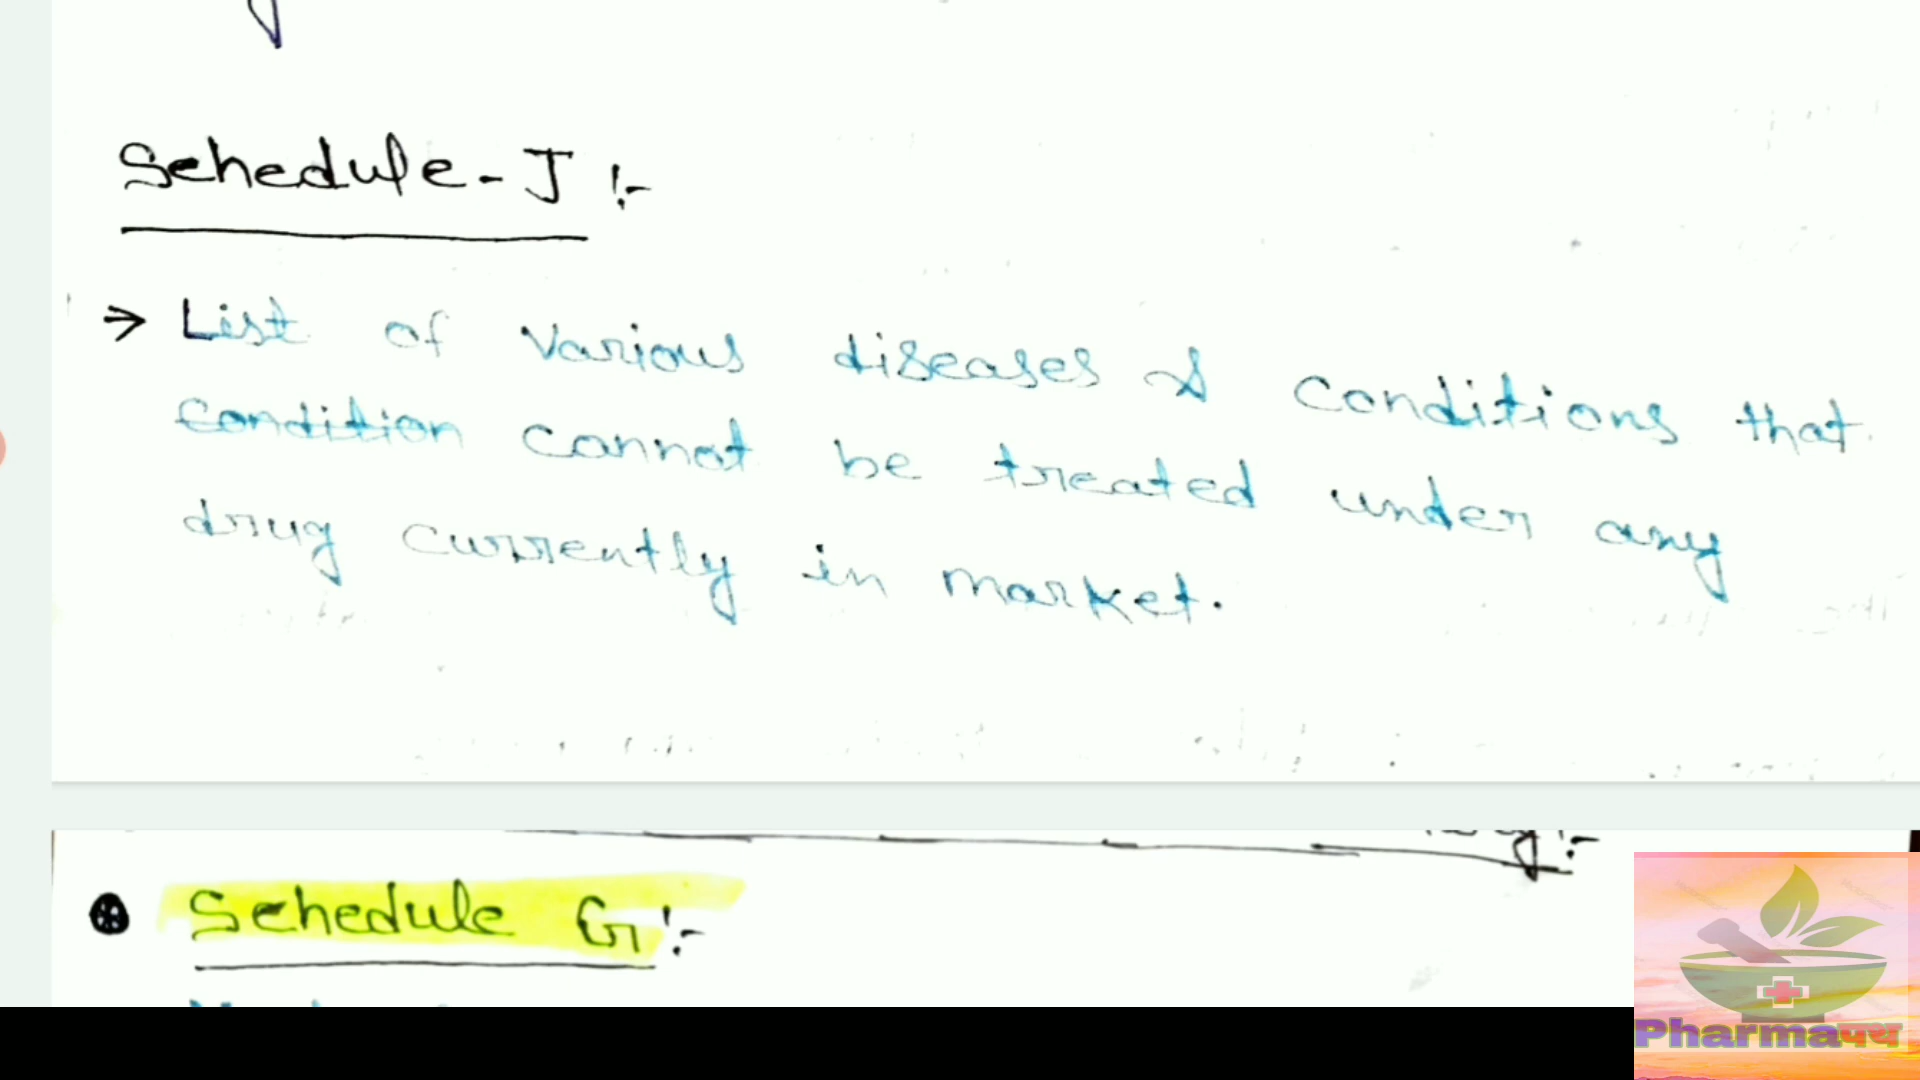 Schedule-J :-
→ List of Various diseases & Conditions that
Condition cannot be treated under any
drug currently in market.
Schedule G :-
Pharmaपथ